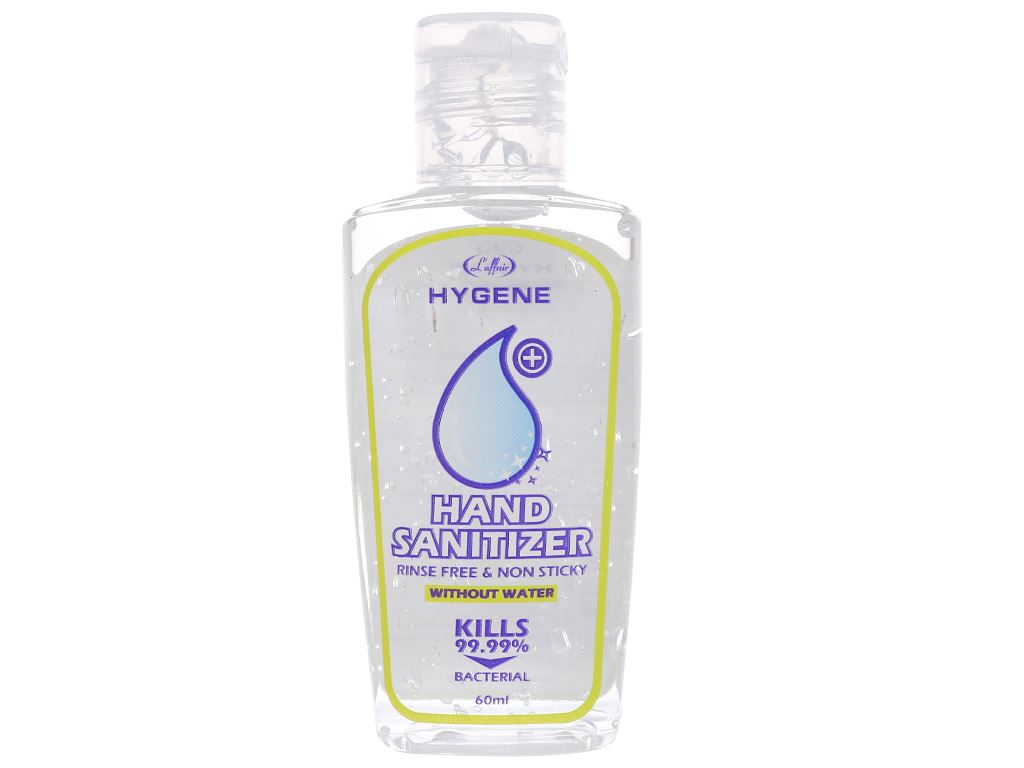 L'affair
HYGENE
HAND
SANITIZER
RINSE FREE & NON STICKY
WITHOUT WATER
KILLS
99.99%
BACTERIAL
60ml